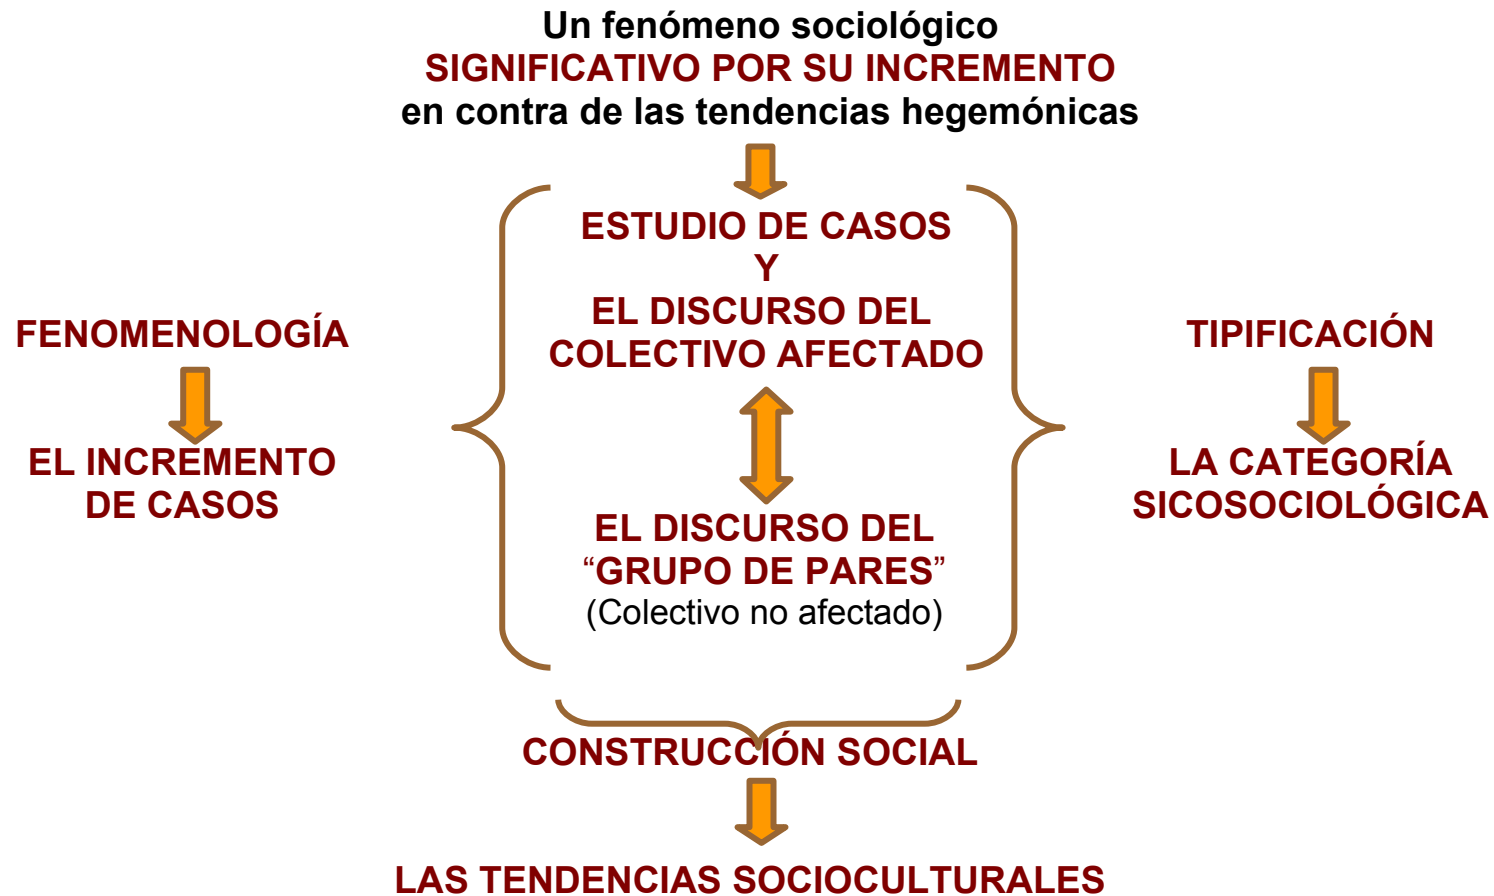 Un fenómeno sociológico
SIGNIFICATIVO POR SU INCREMENTO
en contra de las tendencias hegemónicas
ESTUDIO DE CASOS
Y
EL DISCURSO DEL
COLECTIVO AFECTADO
FENOMENOLOGÍA
EL INCREMENTO
DE CASOS
TIPIFICACIÓN
LA CATEGORÍA
SICOSOCIOLÓGICA
EL DISCURSO DEL
“GRUPO DE PARES”
(Colectivo no afectado)
CONSTRUCCIÓN SOCIAL
LAS TENDENCIAS SOCIOCULTURALES